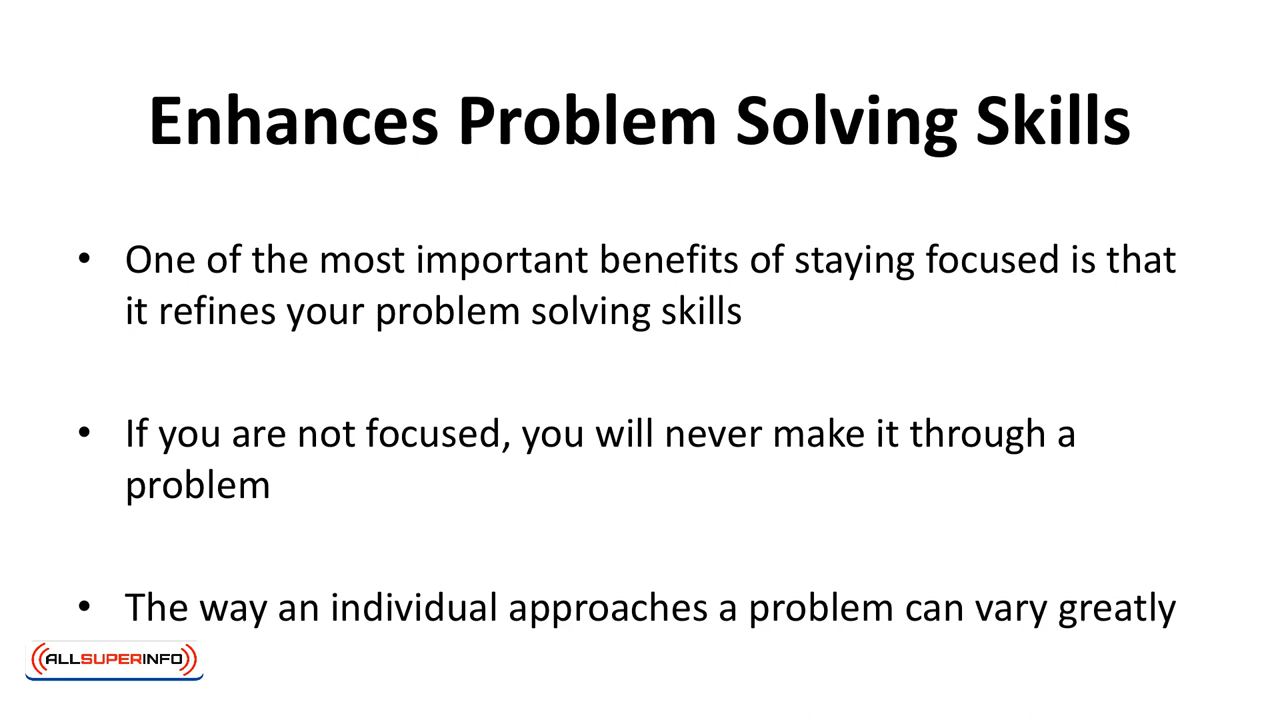 Enhances Problem Solving Skills
• One of the most important benefits of staying focused is that
it refines your problem solving skills
• If you are not focused, you will never make it through a
problem
• The way an individual approaches a problem can vary greatly
ALLSUPERINFO